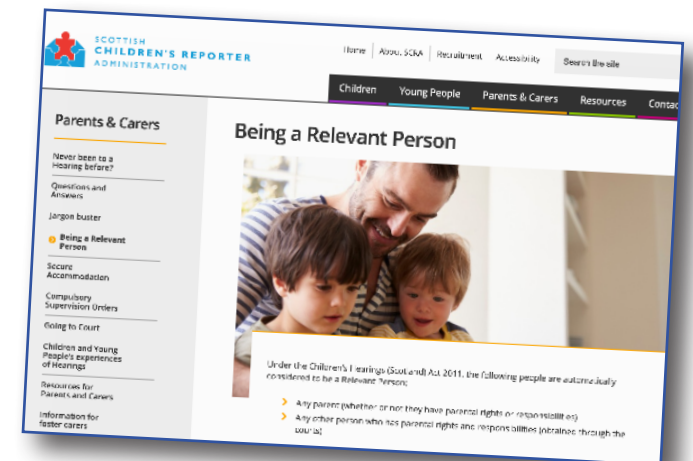 SCOTTISH
CHILDREN'S REPORTER
ADMINISTRATION
Home About SCRA Recruitment Accessibility Search the site
Children Young People Parents & Carers Resources Contac
Parents & Carers
Never been to a
Hearing before?
Questions and
Answers
Jargon buster
Being a Relevant
Person
Secure
Accommodation
Compulsory
Supervision Orders
Going to Court
Children and Young
People's experiences
of Hearings
Resources for
Parents and Carers
Information for
foster carers
Being a Relevant Person
Under the Children's Hearings (Scotland) Act 2011, the following people are automatically
considered to be a Relevant Person:
Any parent (whether or not they have parental rights or responsibilities)
Any other person who has parental rights and responsibilities (obtained through the
courts)